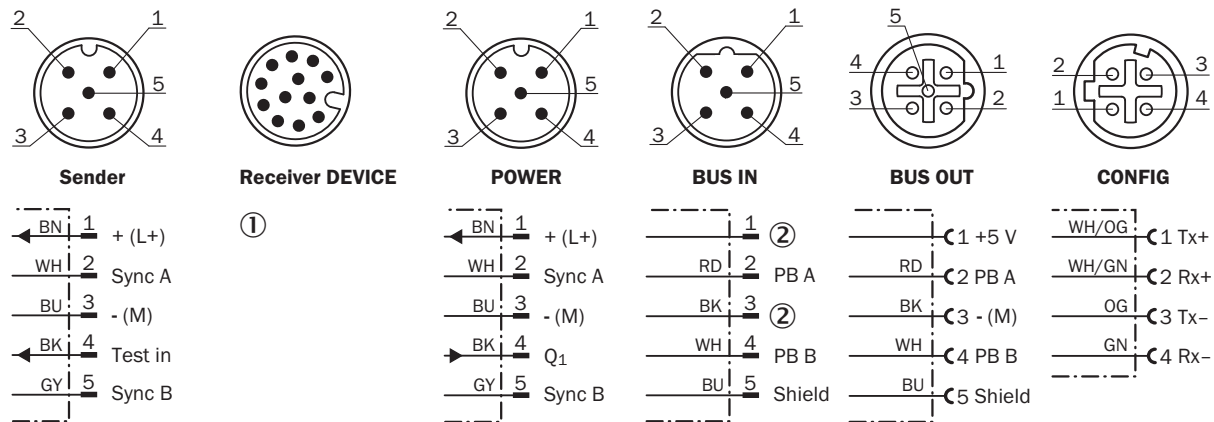 2 1 5 3 4
2 1 5 3 4
2 1 5 3 4
5 4 1 3 2
2 3 1 4
Sender
Receiver DEVICE
POWER
BUS IN
BUS OUT
CONFIG
BN 1 + (L+)
WH 2 Sync A
BU 3 - (M)
BK 4 Test in
GY 5 Sync B
①
BN 1 + (L+)
WH 2 Sync A
BU 3 - (M)
BK 4 Q1
GY 5 Sync B
1 ②
RD 2 PB A
BK 3 ②
WH 4 PB B
BU 5 Shield
1 +5 V
RD 2 PB A
BK 3 - (M)
WH 4 PB B
BU 5 Shield
WH/OG 1 Tx+
WH/GN 2 Rx+
OG 3 Tx–
GN 4 Rx–